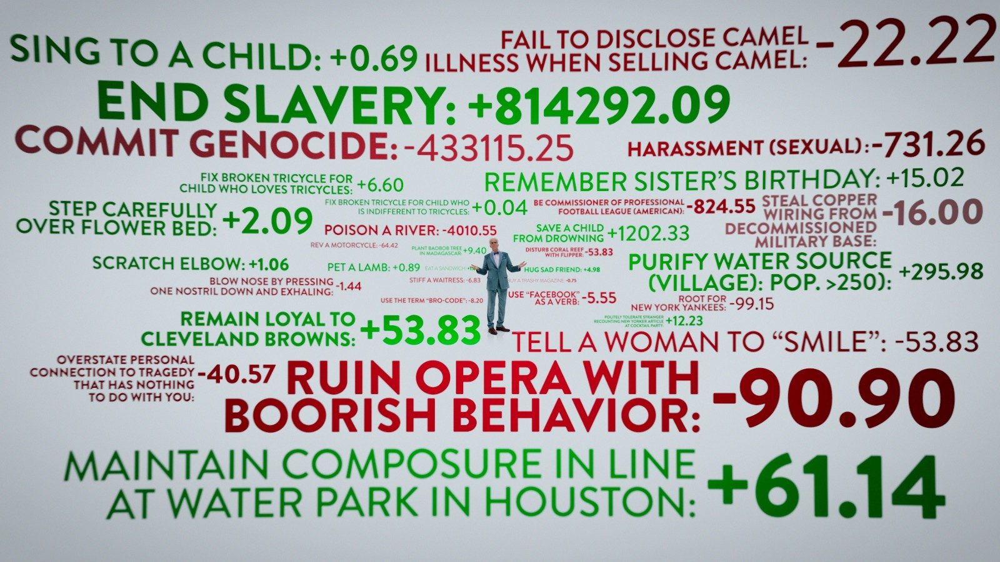 SING TO A CHILD: +0.69
FAIL TO DISCLOSE CAMEL
ILLNESS WHEN SELLING CAMEL: -22.22
END SLAVERY: +814292.09
COMMIT GENOCIDE: -433115.25
HARASSMENT (SEXUAL): -731.26
FIX BROKEN TRICYCLE FOR
CHILD WHO LOVES TRICYCLES: +6.60
REMEMBER SISTER'S BIRTHDAY: +15.02
STEP CAREFULLY
OVER FLOWER BED: +2.09
FIX BROKEN TRICYCLE FOR CHILD WHO
IS INDIFFERENT TO TRICYCLES: +0.04
BE COMMISSIONER OF PROFESSIONAL
FOOTBALL LEAGUE (AMERICAN): -824.55
STEAL COPPER
WIRING FROM
DECOMMISSIONED
MILITARY BASE: -16.00
POISON A RIVER: -4010.55
SAVE A CHILD
FROM DROWNING +1202.33
REV A MOTORCYCLE: -64.42
PLANT BAOBOB TREE
IN MADAGASCAR: +9.40
DISTURB CORAL REEF
WITH FLIPPER: -53.83
SCRATCH ELBOW: +1.06
PET A LAMB: +0.89
EAT A SANDWICH:
HUG SAD FRIEND: +4.98
PURIFY WATER SOURCE
(VILLAGE): POP. >250): +295.98
BLOW NOSE BY PRESSING
ONE NOSTRIL DOWN AND EXHALING: -1.44
STIFF A WAITRESS: -6.83
BUY A TRASHY MAGAZINE -0.75
USE THE TERM "BRO-CODE": -8.20
USE "FACEBOOK"
AS A VERB: -5.55
ROOT FOR
NEW YORK YANKEES: -99.15
REMAIN LOYAL TO
CLEVELAND BROWNS: +53.83
POLITELY TOLERATE STRANGER
RECOUNTING NEW YORKER ARTICLE
AT COCKTAIL PARTY: +12.23
TELL A WOMAN TO "SMILE": -53.83
OVERSTATE PERSONAL
CONNECTION TO TRAGEDY
THAT HAS NOTHING
TO DO WITH YOU: -40.57
RUIN OPERA WITH
BOORISH BEHAVIOR: -90.90
MAINTAIN COMPOSURE IN LINE
AT WATER PARK IN HOUSTON: +61.14